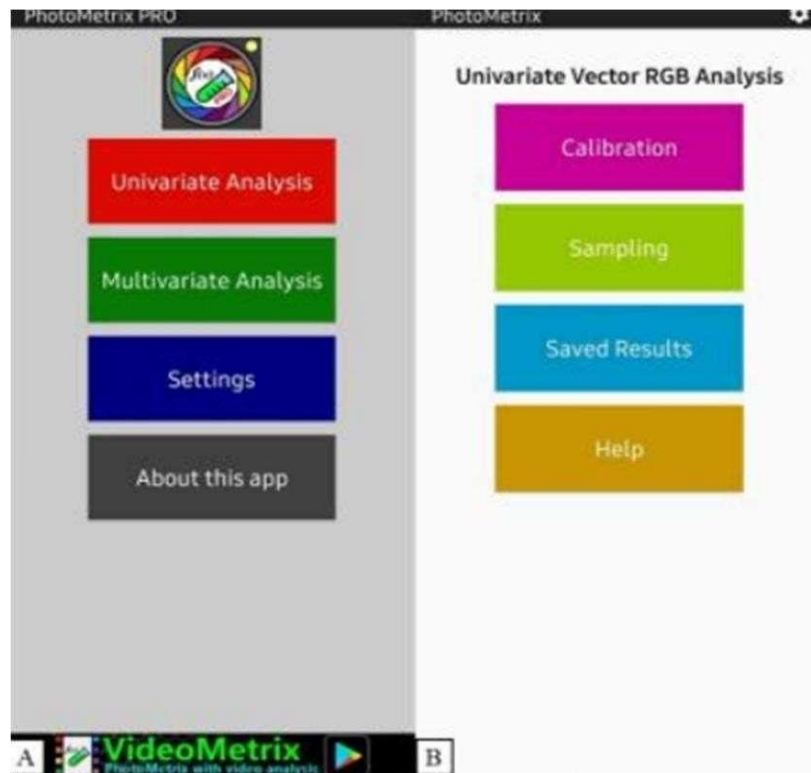 PhotoMetrix PRO
Univariate Analysis
Multivariate Analysis
Settings
About this app
VideoMetrix
PhotoMetrix with video analysis
A
PhotoMetrix
Univariate Vector RGB Analysis
Calibration
Sampling
Saved Results
Help
B